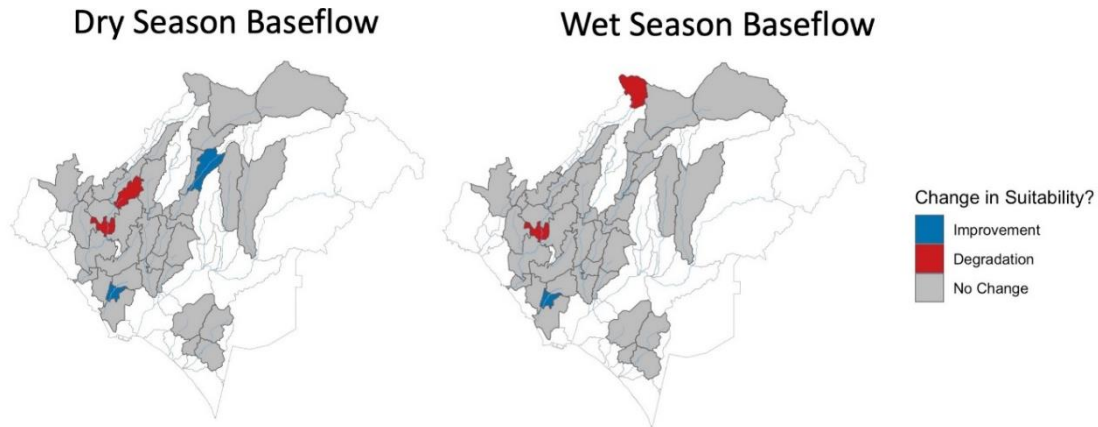 Dry Season Baseflow
Wet Season Baseflow
Change in Suitability?
Improvement
Degradation
No Change